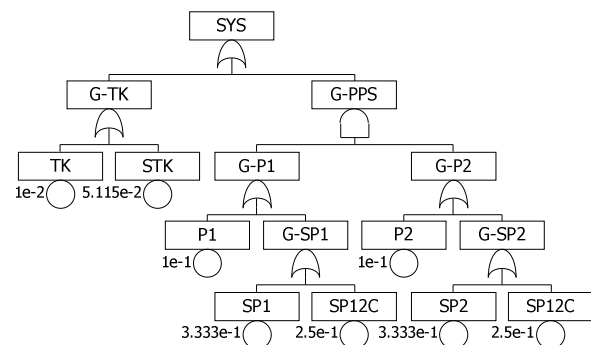 SYS
G-TK G-PPS
TK STK G-P1 G-P2
1e-2 5.115e-2
P1 G-SP1 P2 G-SP2
1e-1 1e-1
SP1 SP12C SP2 SP12C
3.333e-1 2.5e-1 3.333e-1 2.5e-1